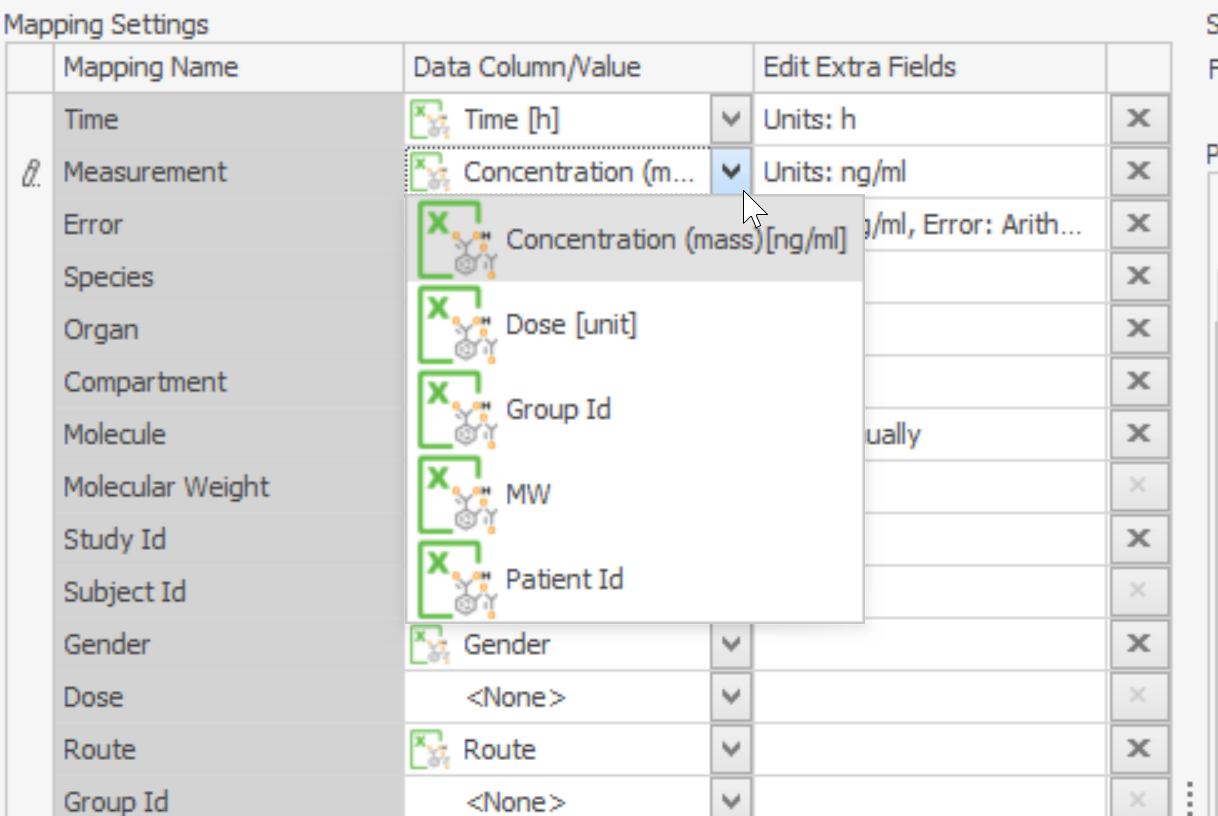 Mapping Settings
Mapping Name Data Column/Value Edit Extra Fields
Time Time [h] Units: h
Measurement Concentration (m... Units: ng/ml
Error g/ml, Error: Arith...
Concentration (mass)[ng/ml]
Species
Organ Dose [unit]
Compartment
Group Id
Molecule ually
Molecular Weight MW
Study Id
Subject Id Patient Id
Gender Gender
Dose <None>
Route Route
Group Id <None>